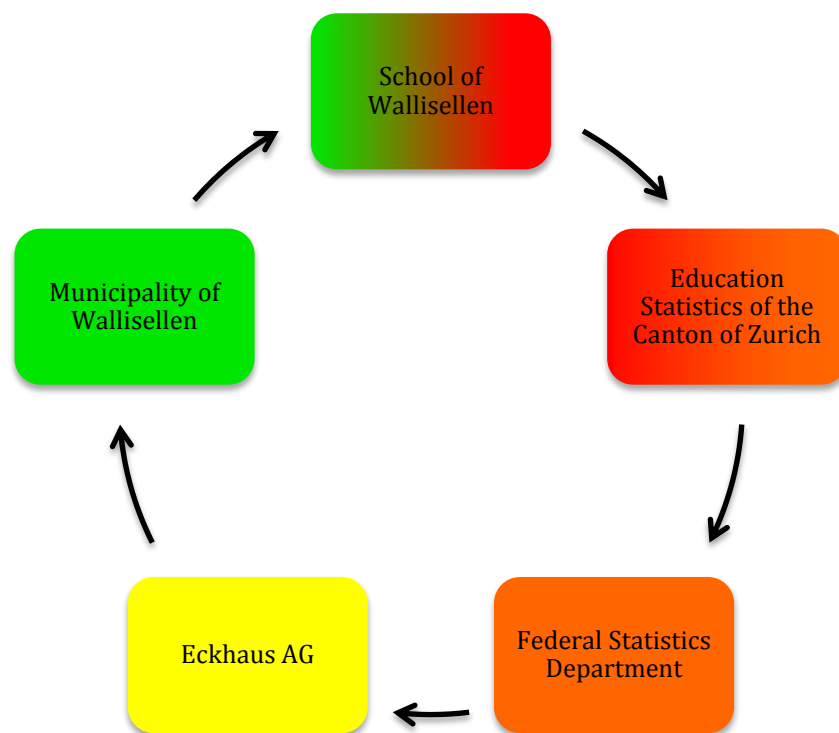 School of
Wallisellen
Education
Statistics of the
Canton of Zurich
Federal Statistics
Department
Eckhaus AG
Municipality of
Wallisellen